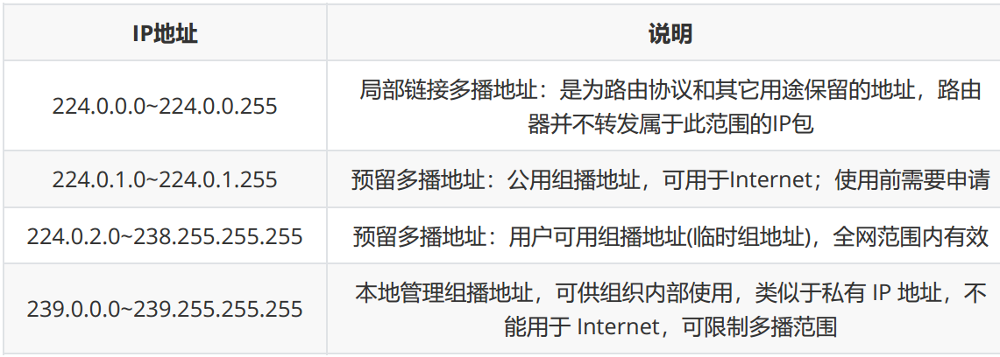 IP地址
说明
224.0.0.0~224.0.0.255
局部链接多播地址：是为路由协议和其它用途保留的地址，路由
器并不转发属于此范围的IP包
224.0.1.0~224.0.1.255
预留多播地址：公用组播地址，可用于Internet；使用前需要申请
224.0.2.0~238.255.255.255
预留多播地址：用户可用组播地址(临时组地址)，全网范围内有效
239.0.0.0~239.255.255.255
本地管理组播地址，可供组织内部使用，类似于私有 IP 地址，不
能用于 Internet，可限制多播范围